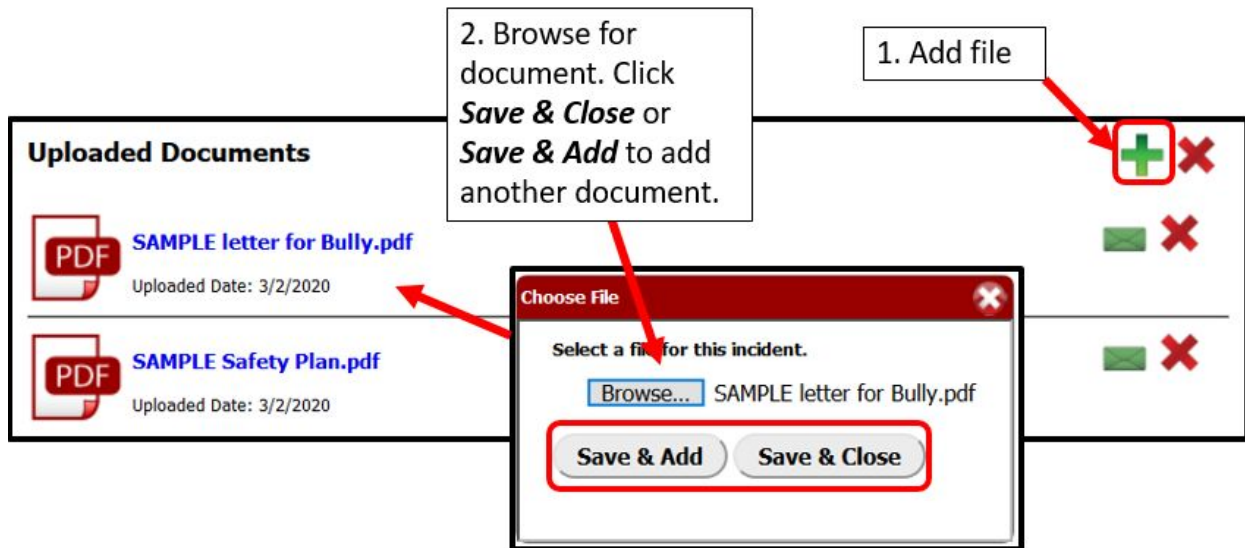 2. Browse for
document. Click
Save & Close or
Save & Add to add
another document.
1. Add file
Uploaded Documents
PDF
SAMPLE letter for Bully.pdf
Uploaded Date: 3/2/2020
PDF
SAMPLE Safety Plan.pdf
Uploaded Date: 3/2/2020
Choose File
Select a file for this incident.
Browse... SAMPLE letter for Bully.pdf
Save & Add Save & Close